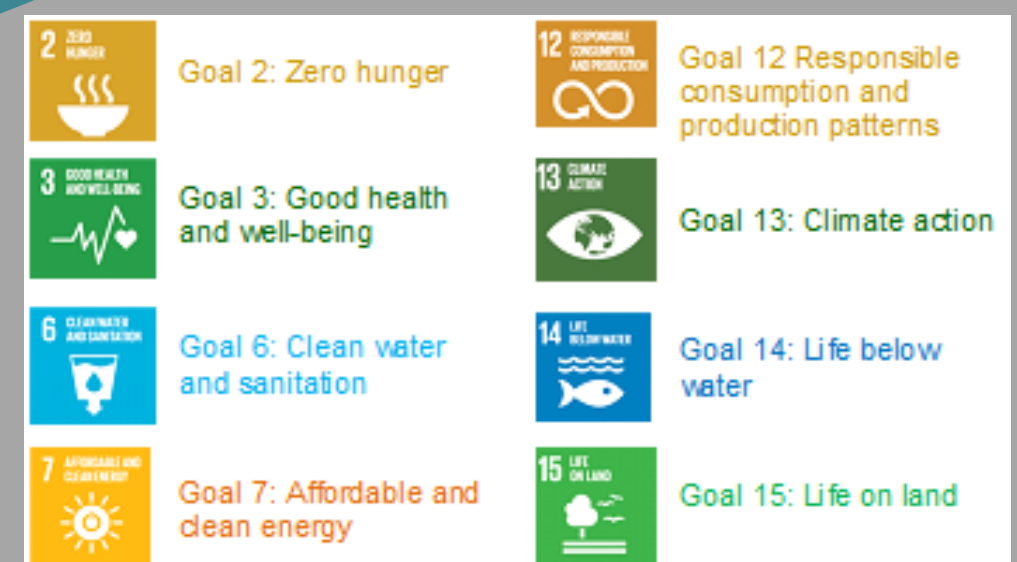 2 ZERO
HUNGER
Goal 2: Zero hunger
3 GOOD HEALTH
AND WELL-BEING
Goal 3: Good health
and well-being
6 CLEAN WATER
AND SANITATION
Goal 6: Clean water
and sanitation
7 AFFORDABLE AND
CLEAN ENERGY
Goal 7: Affordable and
clean energy
12 RESPONSIBLE
CONSUMPTION
AND PRODUCTION
Goal 12 Responsible
consumption and
production patterns
13 CLIMATE
ACTION
Goal 13: Climate action
14 LIFE
BELOW WATER
Goal 14: Life below
water
15 LIFE
ON LAND
Goal 15: Life on land